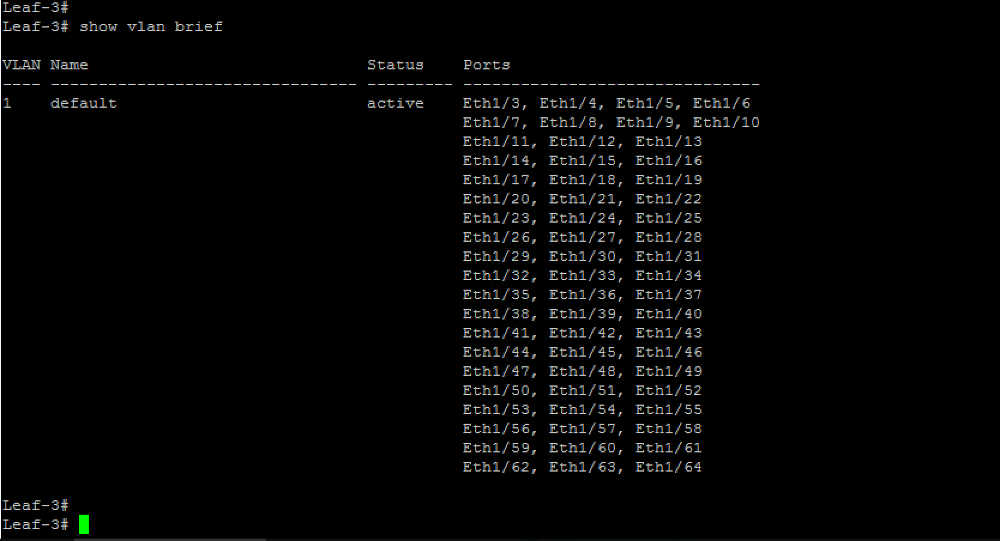 Leaf-3#
Leaf-3# show vlan brief
VLAN Name                             Status    Ports
---- -------------------------------- --------- -------------------------------
1    default                          active    Eth1/3, Eth1/4, Eth1/5, Eth1/6
                                                Eth1/7, Eth1/8, Eth1/9, Eth1/10
                                                Eth1/11, Eth1/12, Eth1/13
                                                Eth1/14, Eth1/15, Eth1/16
                                                Eth1/17, Eth1/18, Eth1/19
                                                Eth1/20, Eth1/21, Eth1/22
                                                Eth1/23, Eth1/24, Eth1/25
                                                Eth1/26, Eth1/27, Eth1/28
                                                Eth1/29, Eth1/30, Eth1/31
                                                Eth1/32, Eth1/33, Eth1/34
                                                Eth1/35, Eth1/36, Eth1/37
                                                Eth1/38, Eth1/39, Eth1/40
                                                Eth1/41, Eth1/42, Eth1/43
                                                Eth1/44, Eth1/45, Eth1/46
                                                Eth1/47, Eth1/48, Eth1/49
                                                Eth1/50, Eth1/51, Eth1/52
                                                Eth1/53, Eth1/54, Eth1/55
                                                Eth1/56, Eth1/57, Eth1/58
                                                Eth1/59, Eth1/60, Eth1/61
                                                Eth1/62, Eth1/63, Eth1/64
Leaf-3#
Leaf-3#